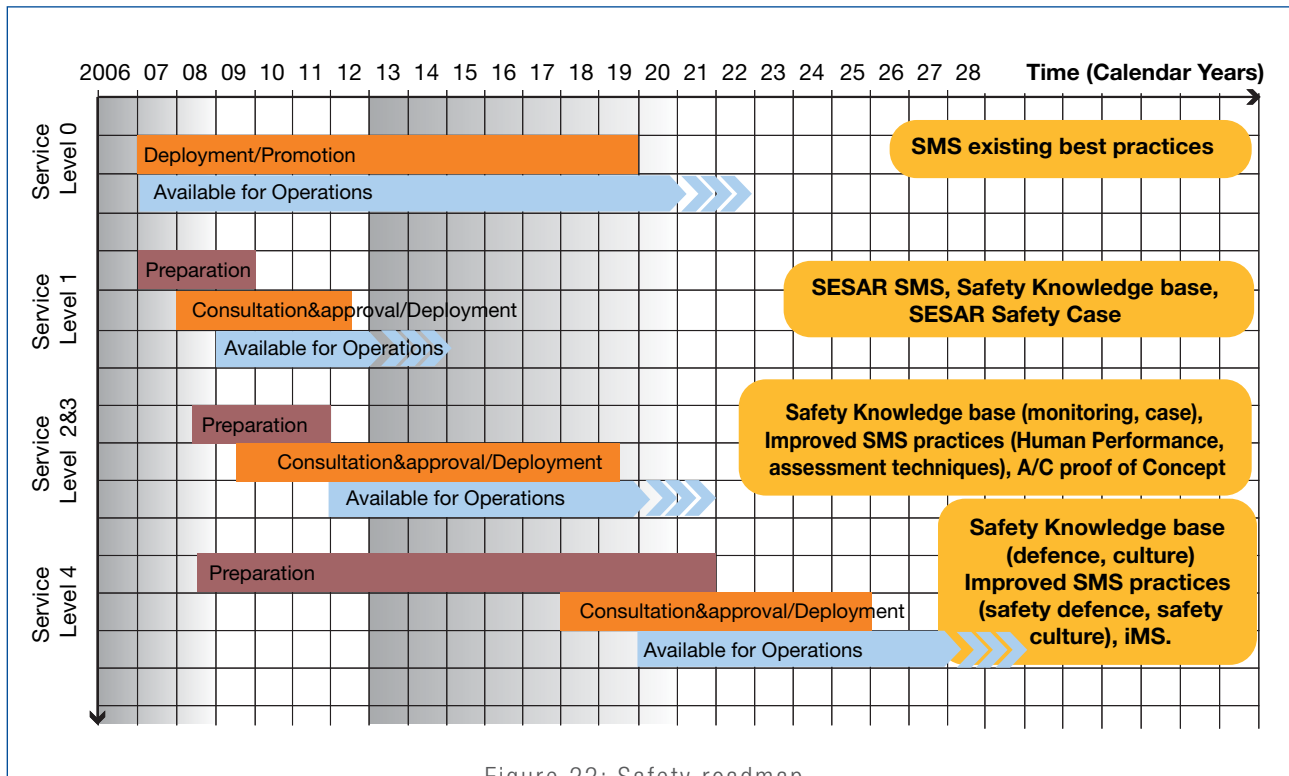 2006 07 08 09 10 11 12 13 14 15 16 17 18 19 20 21 22 23 24 25 26 27 28 Time (Calendar Years)
Service
Level 0
Deployment/Promotion
Available for Operations
SMS existing best practices
Service
Level 1
Preparation
Consultation&approval/Deployment
Available for Operations
SESAR SMS, Safety Knowledge base,
SESAR Safety Case
Service
Level 2&3
Preparation
Consultation&approval/Deployment
Available for Operations
Safety Knowledge base (monitoring, case),
Improved SMS practices (Human Performance,
assessment techniques), A/C proof of Concept
Service
Level 4
Preparation
Consultation&approval/Deployment
Available for Operations
Safety Knowledge base
(defence, culture)
Improved SMS practices
(safety defence, safety
culture), iMS.
Figure 22: Safety roadmap